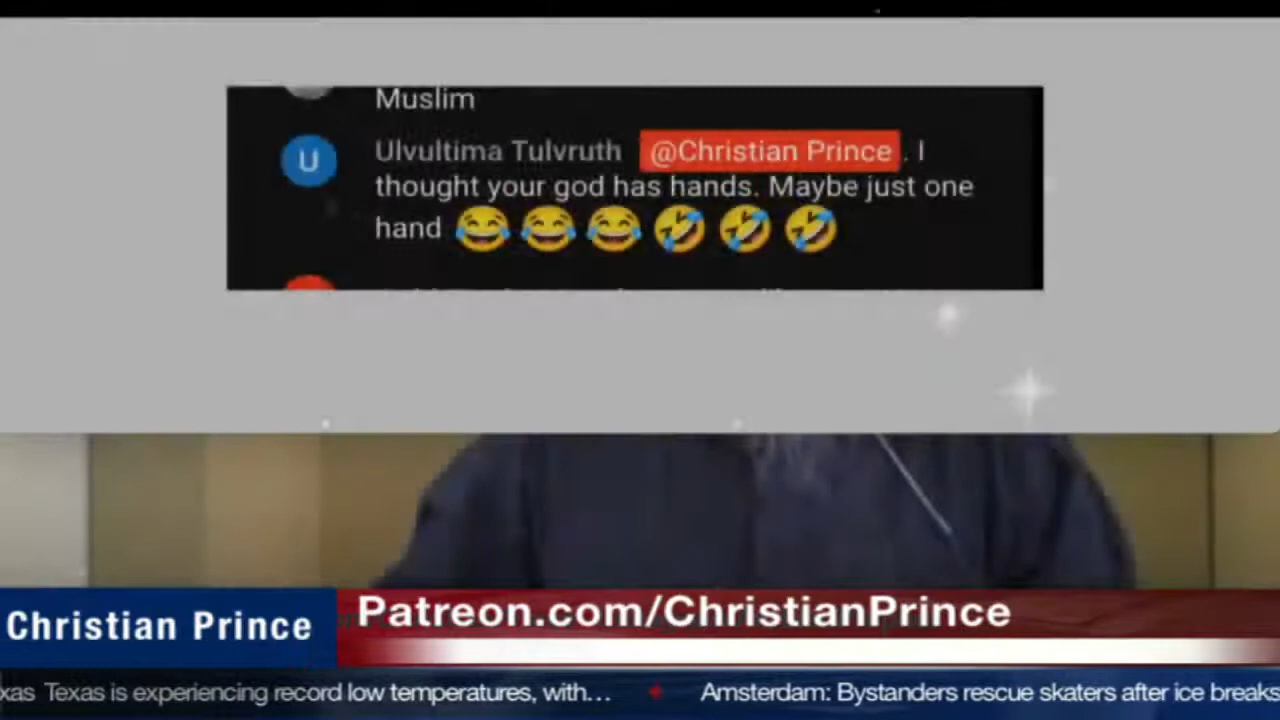 Muslim
Ulvultima Tulvruth @Christian Prince . I
thought your god has hands. Maybe just one
hand 😂 😂 😂 🤣 🤣 🤣
U
Christian Prince
Patreon.com/ChristianPrince
xas Texas is experiencing record low temperatures, with… Amsterdam: Bystanders rescue skaters after ice breaks